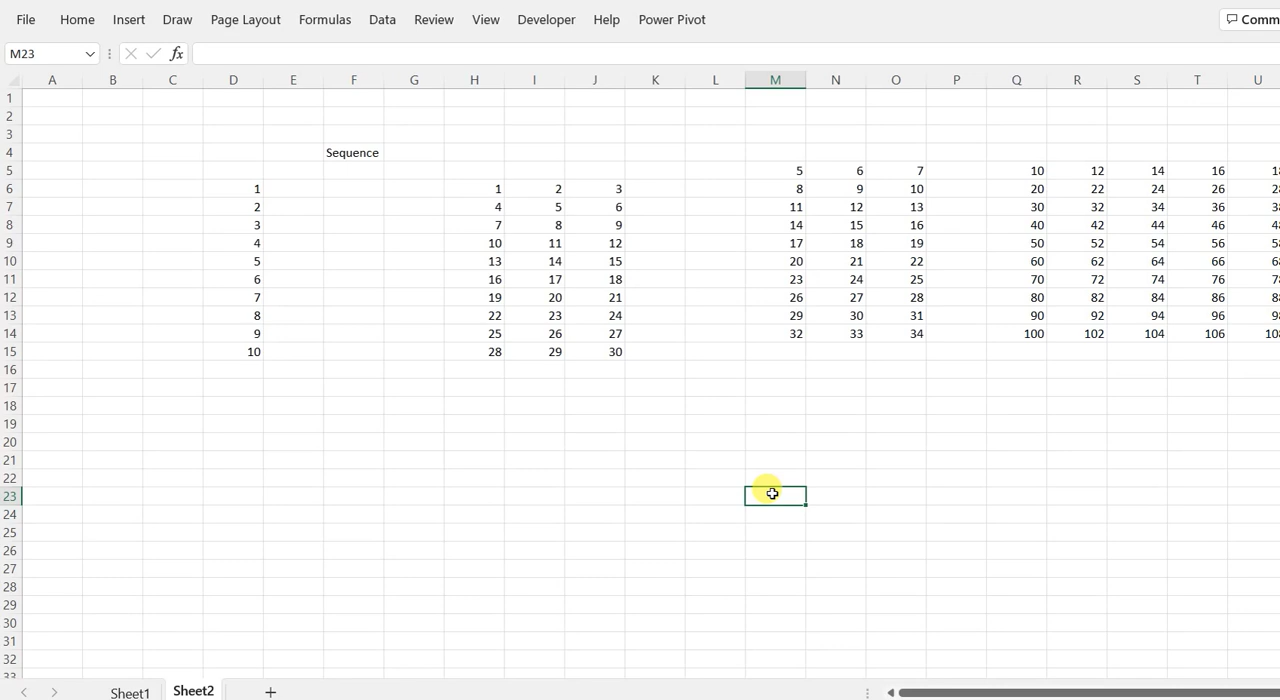 File Home Insert Draw Page Layout Formulas Data Review View Developer Help Power Pivot Comm
M23 fx
A B C D E F G H I J K L M N O P Q R S T U
1
2
3
4 Sequence
5 5 6 7 10 12 14 16
6 1 1 2 3 8 9 10 20 22 24 26
7 2 4 5 6 11 12 13 30 32 34 36
8 3 7 8 9 14 15 16 40 42 44 46
9 4 10 11 12 17 18 19 50 52 54 56
10 5 13 14 15 20 21 22 60 62 64 66
11 6 16 17 18 23 24 25 70 72 74 76
12 7 19 20 21 26 27 28 80 82 84 86
13 8 22 23 24 29 30 31 90 92 94 96
14 9 25 26 27 32 33 34 100 102 104 106
15 10 28 29 30
16
17
18
19
20
21
22
23
24
25
26
27
28
29
30
31
32
33
Sheet1 Sheet2 +